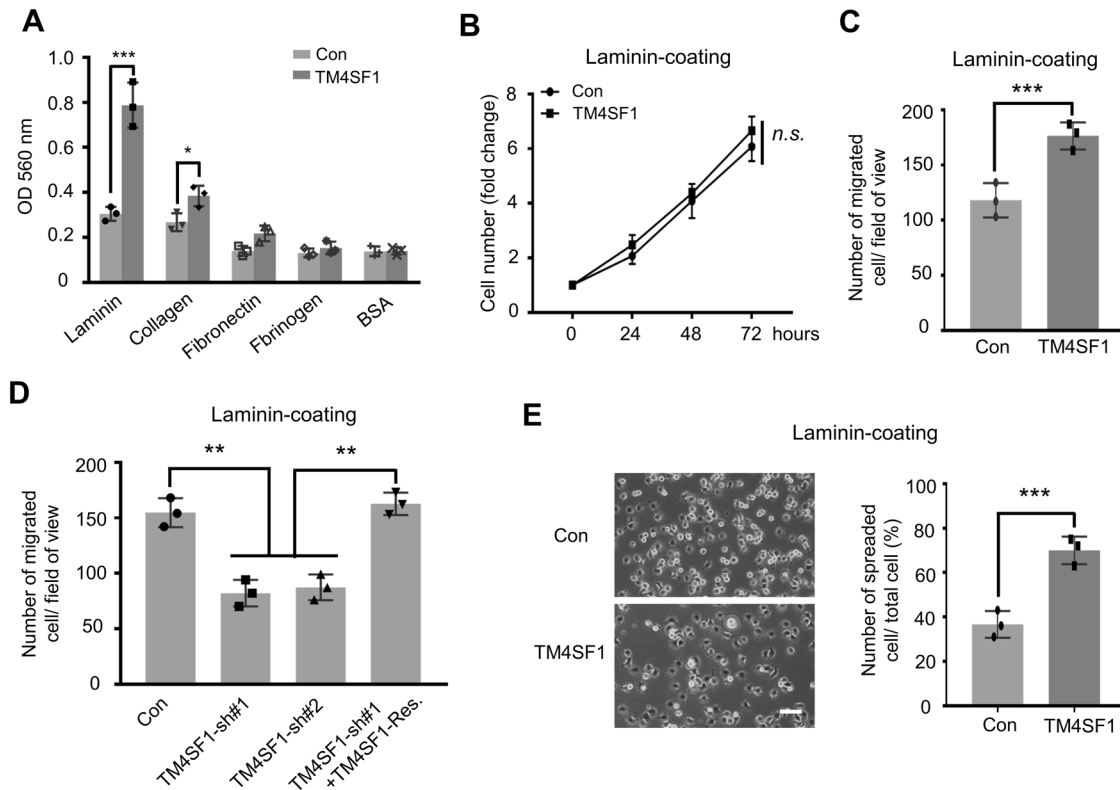 A
Con
TM4SF1
OD 560 nm
1.0
0.8
0.6
0.4
0.2
0
***
*
Laminin
Collagen
Fibronectin
Fbrinogen
BSA
B
Laminin-coating
Con
TM4SF1
Cell number (fold change)
8
6
4
2
0
n.s.
0 24 48 72 hours
C
Laminin-coating
***
Number of migrated
cell/ field of view
200
150
100
50
0
Con TM4SF1
D
Laminin-coating
** **
Number of migrated
cell/ field of view
200
150
100
50
0
Con
TM4SF1-sh#1
TM4SF1-sh#2
TM4SF1-sh#1
+TM4SF1-Res.
E
Laminin-coating
Con
TM4SF1
***
Number of spreaded
cell/ total cell (%)
100
80
60
40
20
0
Con TM4SF1